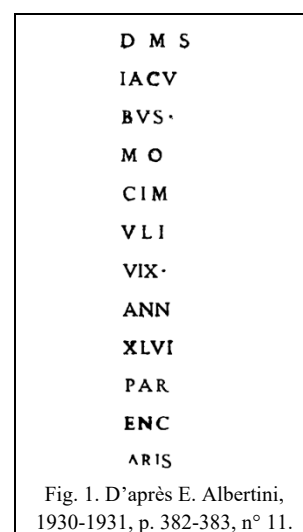 D M S
IACV
BVS ·
M O
CIM
VLI
VIX ·
ANN
XLVI
PAR
ENC
ARIS
Fig. 1. D’après E. Albertini,
1930-1931, p. 382-383, n° 11.